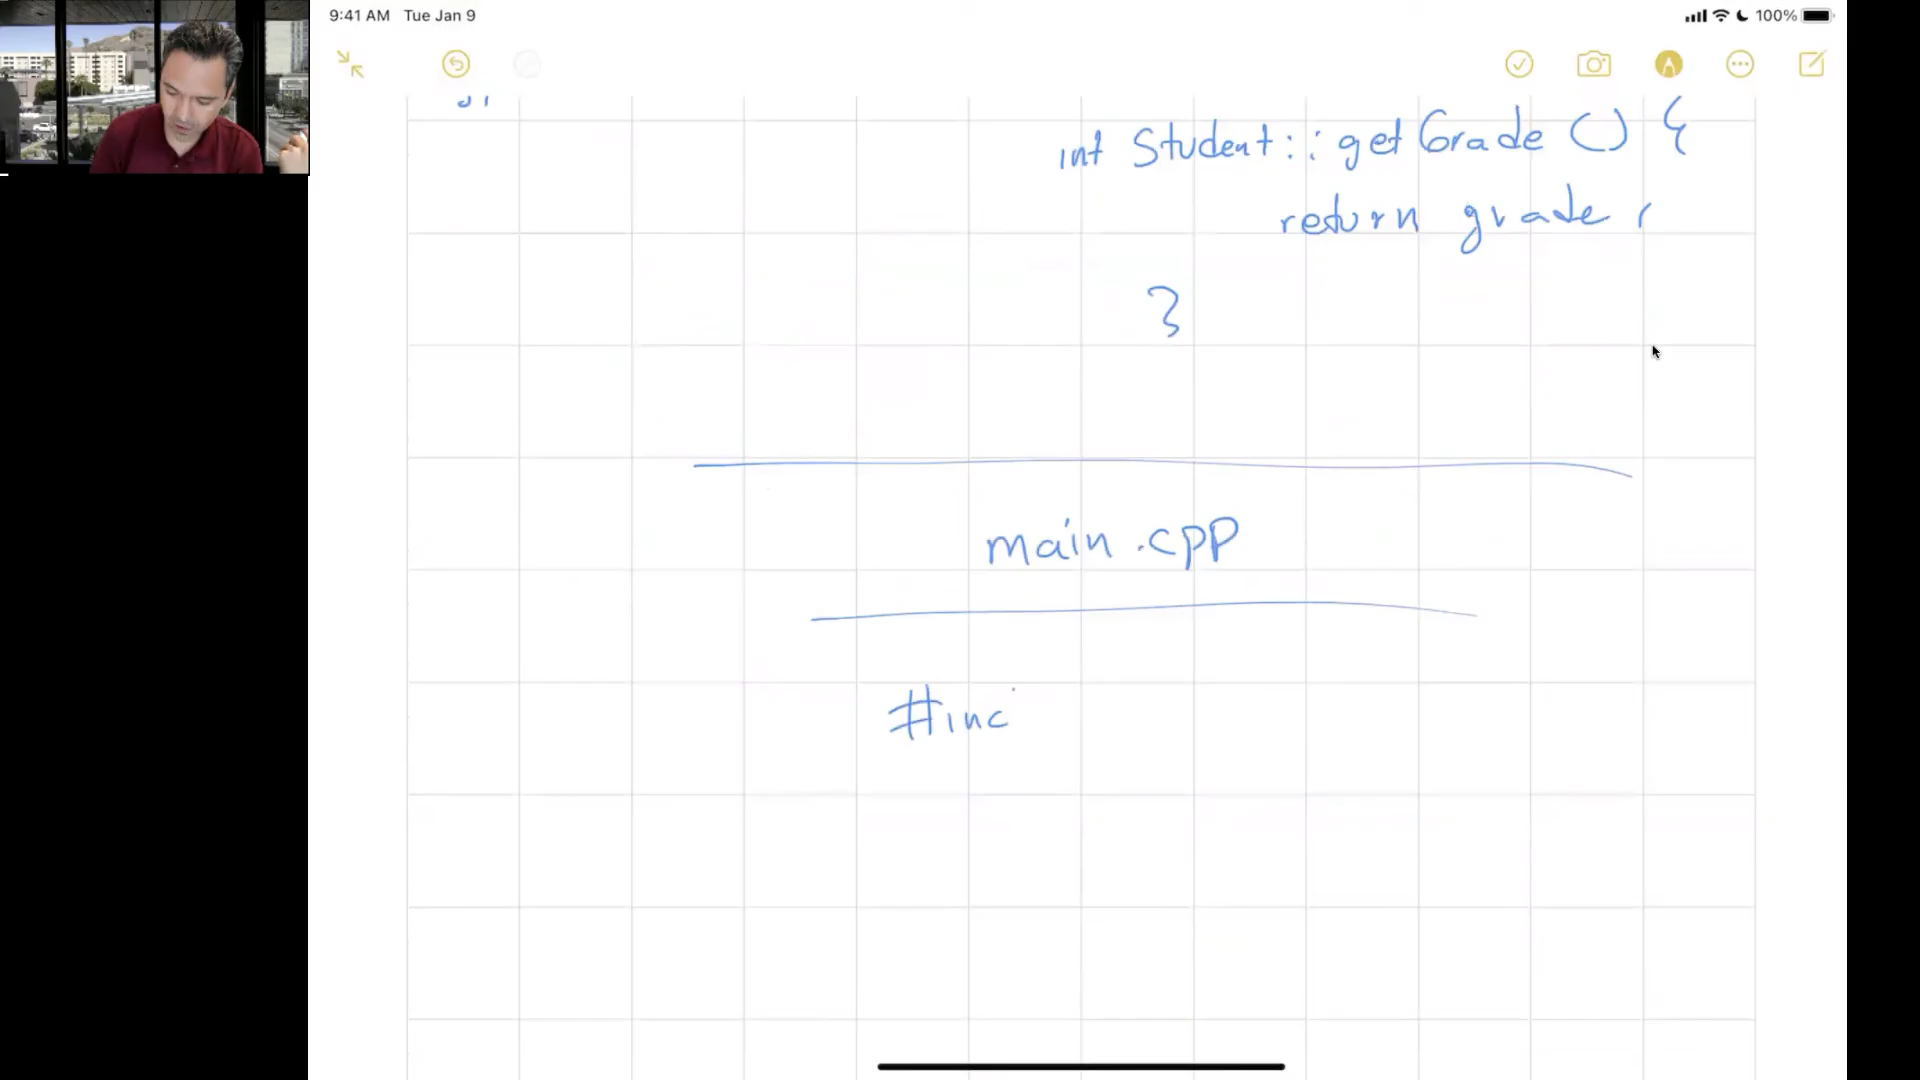 9:41 AM Tue Jan 9
100%
int Student::getGrade () {
return grade ;
}
main.cpp
#inc